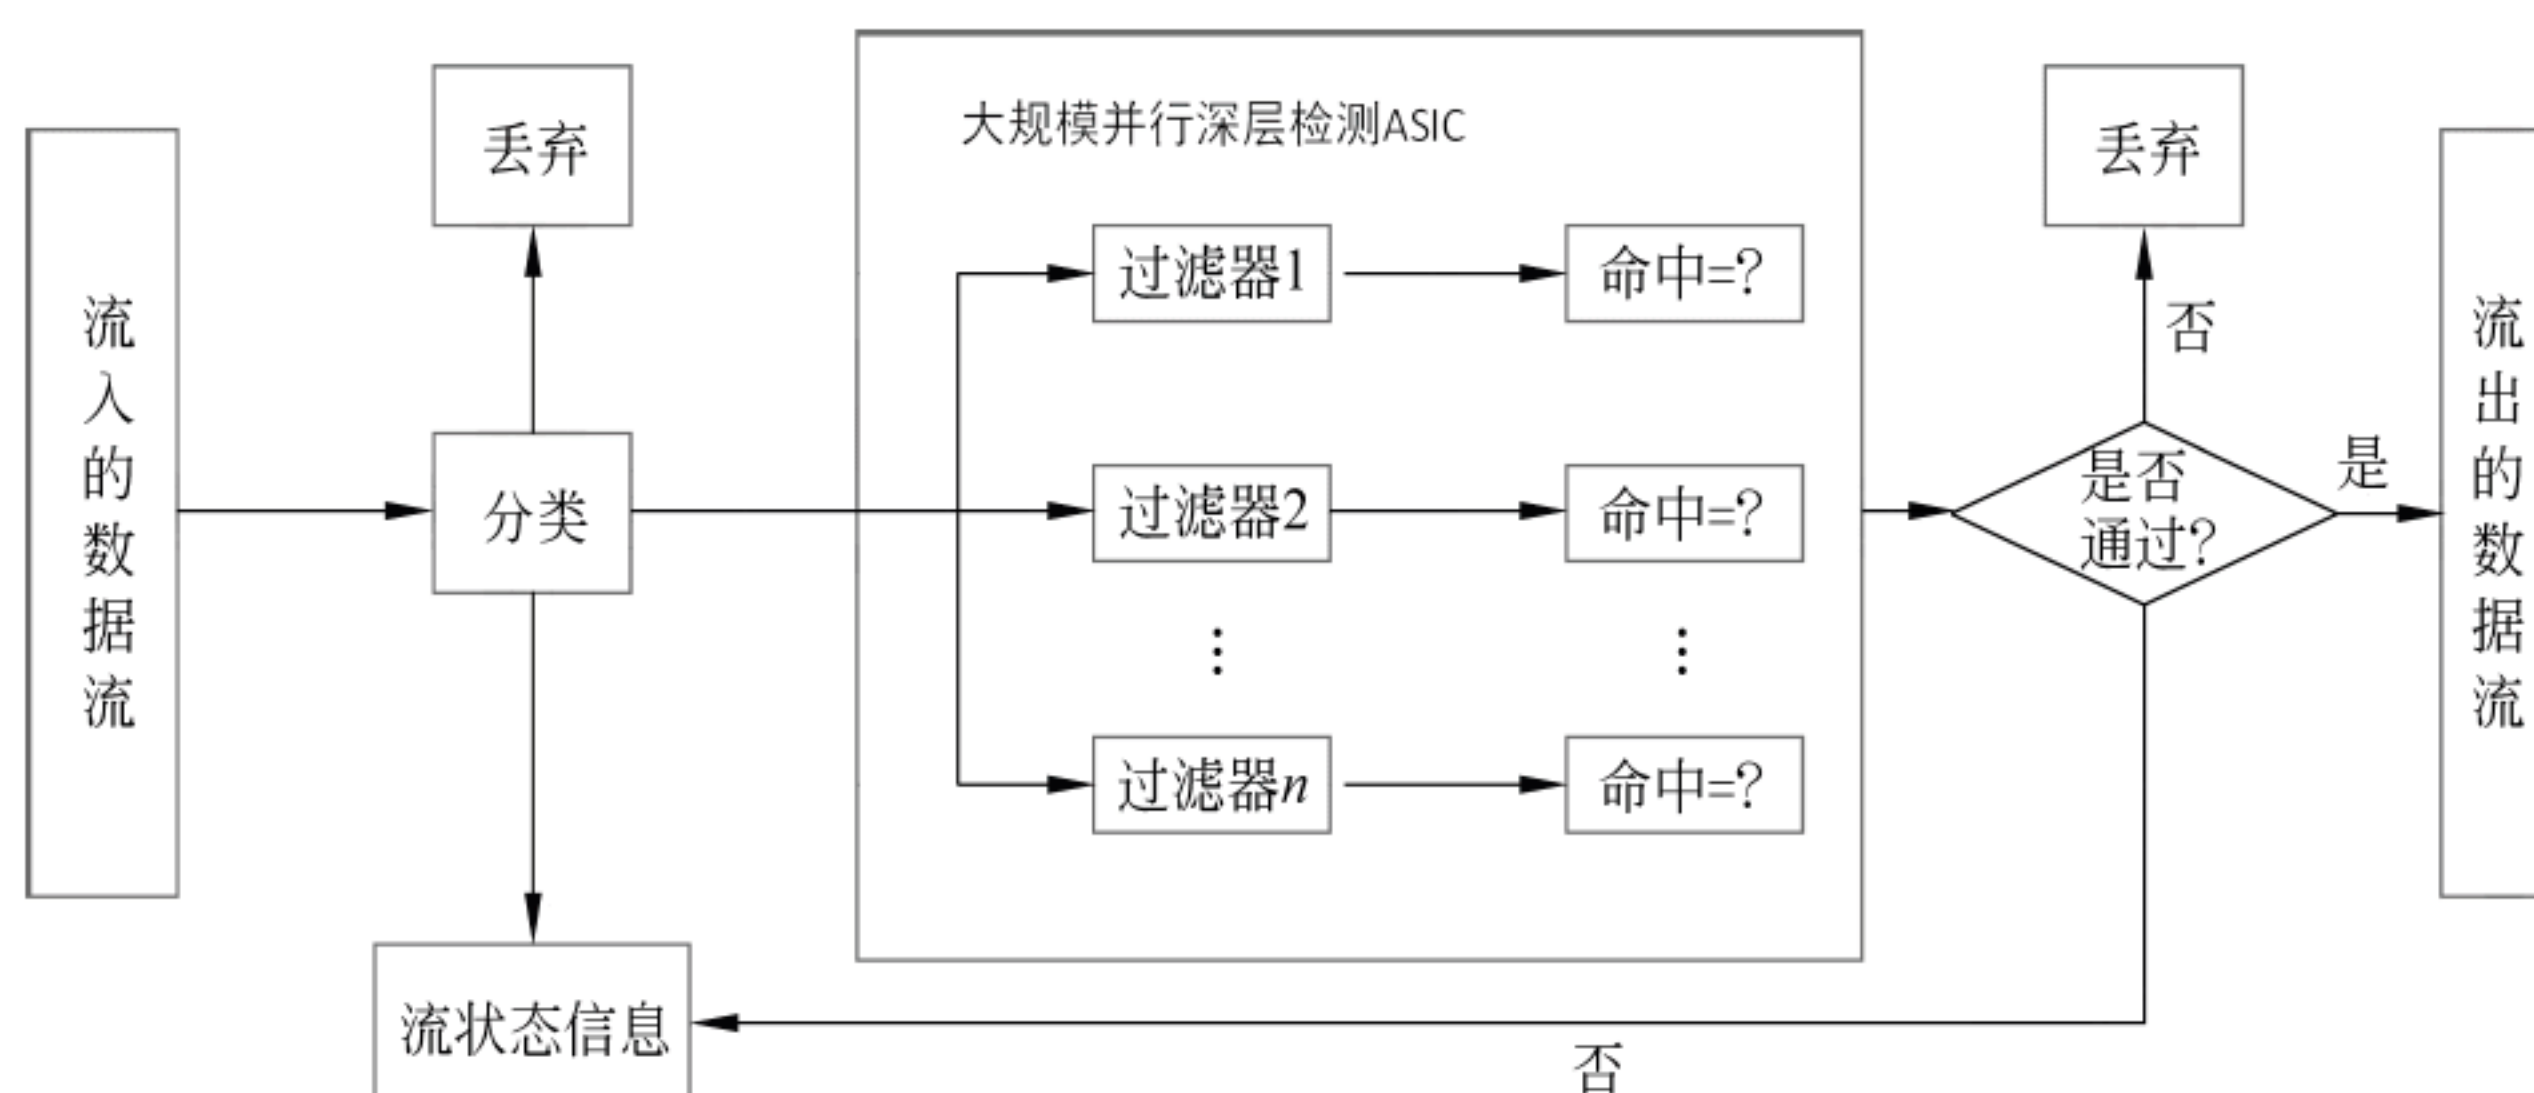 流入的数据流
丢弃
分类
流状态信息
大规模并行深层检测ASIC
过滤器1
命中=?
过滤器2
命中=?
⋮
⋮
过滤器n
命中=?
丢弃
否
是否
通过?
是
否
流出的数据流